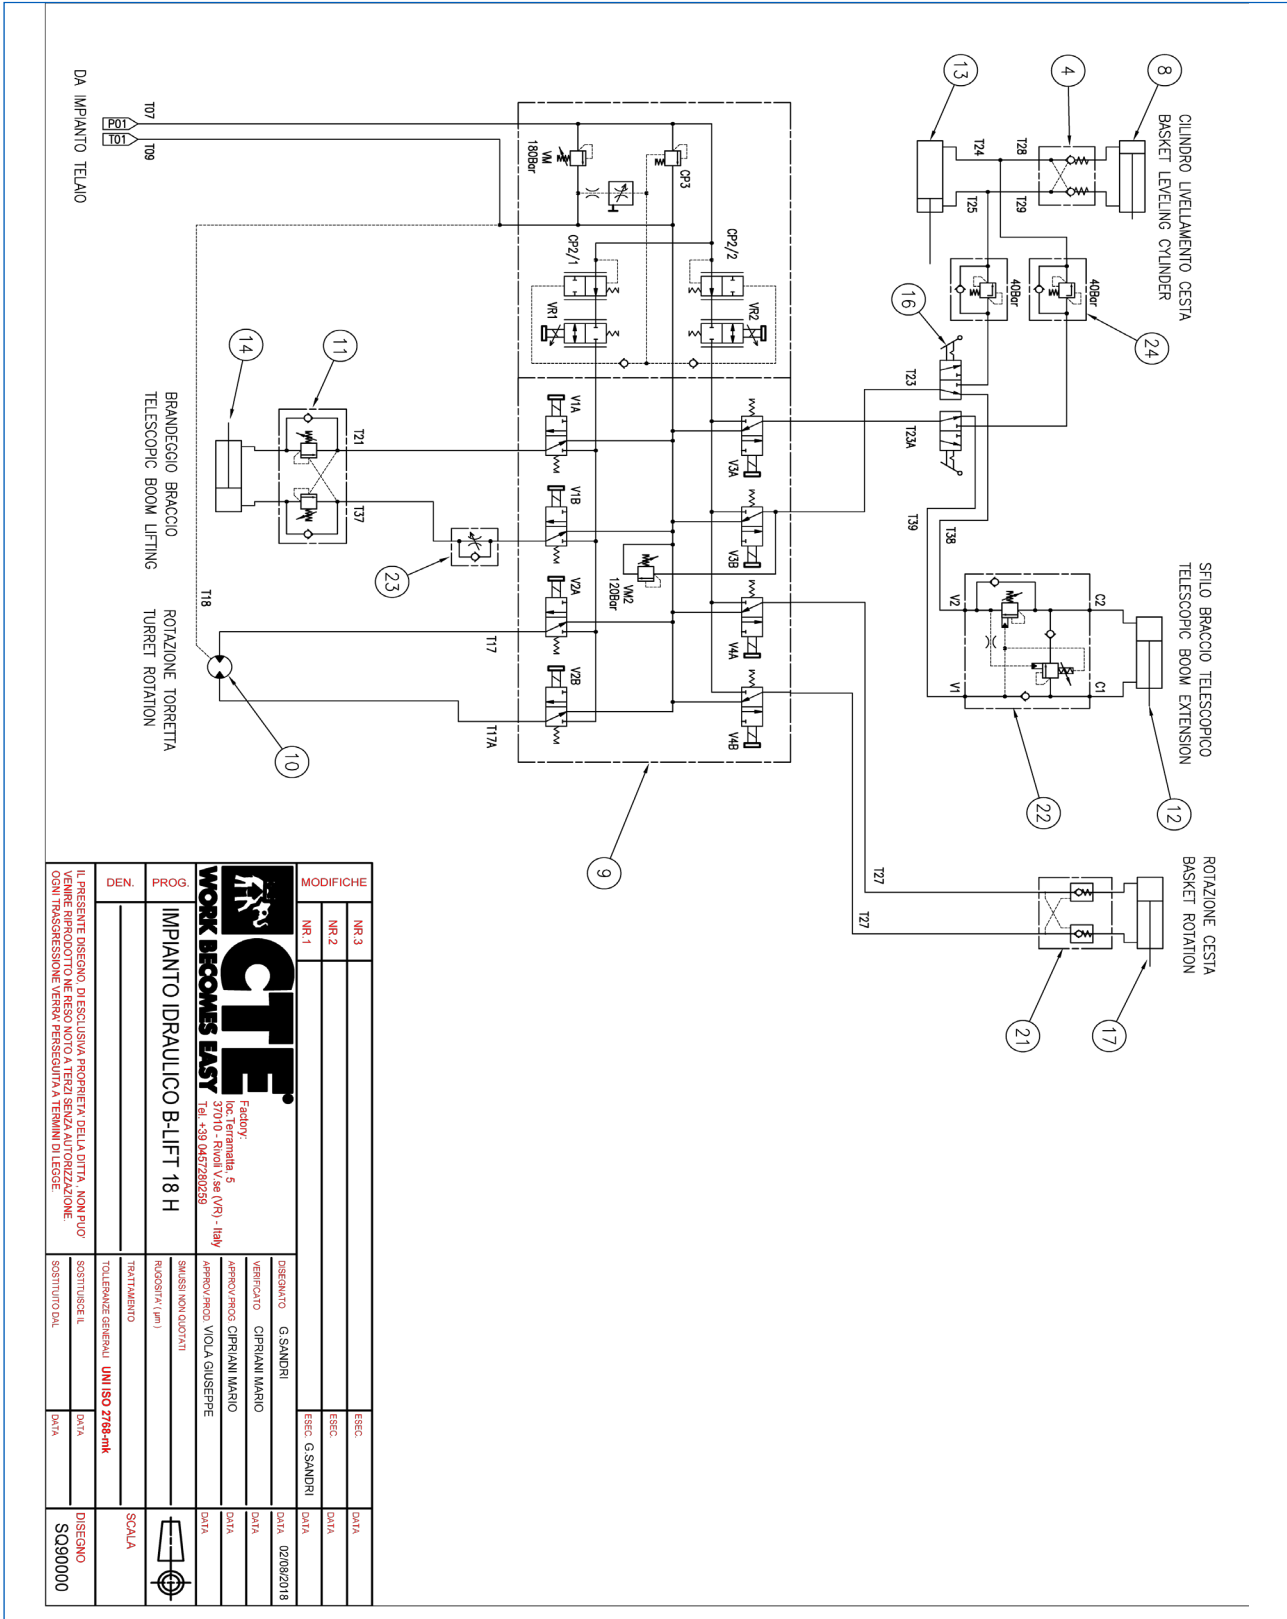 CILINDRO LIVELLAMENTO CESTA
BASKET LEVELING CYLINDER
8
4
13
T28
T24
T29
T25
40Bar
40Bar
24
16
T23
T23A
T39
T38
SFILO BRACCIO TELESCOPICO
TELESCOPIC BOOM EXTENSION
C2
C1
V2
V1
12
22
ROTAZIONE CESTA
BASKET ROTATION
T27
T27
17
21
DA IMPIANTO TELAIO
T07
P01
T01
T09
VM
180Bar
CP3
CP2/1
CP2/2
VR1
VR2
V1A
V3A
V1B
V3B
VM2
120Bar
V2A
V4A
V2B
V4B
9
14
11
T21
T37
23
BRANDEGGIO BRACCIO
TELESCOPIC BOOM LIFTING
T18
T17
T17A
ROTAZIONE TORRETTA
TURRET ROTATION
10
MODIFICHE
NR.3
ESEC.
DATA
NR.2
ESEC.
DATA
NR.1
ESEC. G.SANDRI
DATA
CTE
WORK BECOMES EASY
Factory:
loc.Terramatta, 5
37010 - Rivoli V.se (VR) - Italy
Tel. +39 0457280259
DISEGNATO G.SANDRI
DATA 02/08/2018
VERIFICATO CIPRIANI MARIO
DATA
APPROV.PROG. CIPRIANI MARIO
DATA
APPROV.PROD. VIOLA GIUSEPPE
DATA
PROG.
IMPIANTO IDRAULICO B-LIFT 18 H
SMUSSI NON QUOTATI
RUGOSITA' ( µm )
DEN.
TRATTAMENTO
TOLLERANZE GENERALI UNI ISO 2768-mk
SCALA
IL PRESENTE DISEGNO, DI ESCLUSIVA PROPRIETA' DELLA DITTA , NON PUO'
VENIRE RIPRODOTTO NE RESO NOTO A TERZI SENZA AUTORIZZAZIONE.
OGNI TRASGRESSIONE VERRA' PERSEGUITA A TERMINI DI LEGGE.
SOSTITUISCE IL
DATA
SOSTITUITO DAL
DATA
DISEGNO
SQ90000